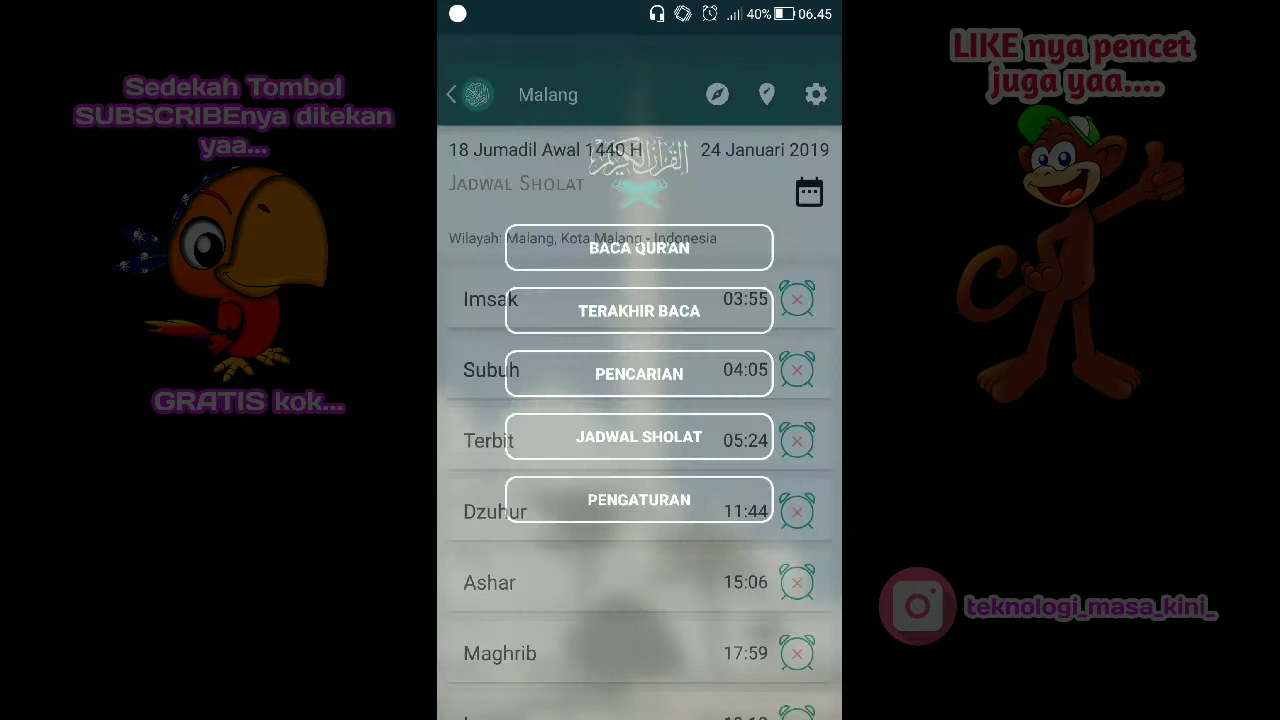 Sedekah Tombol
SUBSCRIBEnya ditekan
yaa...
GRATIS kok...
40% 06.45
Malang
18 Jumadil Awal 1440 H 24 Januari 2019
القرآن الكريم
JADWAL SHOLAT
Wilayah: Malang, Kota Malang - Indonesia
BACA QUR'AN
Imsak 03:55
TERAKHIR BACA
Subuh 04:05
PENCARIAN
Terbit 05:24
JADWAL SHOLAT
Dzuhur 11:44
PENGATURAN
Ashar 15:06
Maghrib 17:59
LIKE nya pencet
juga yaa....
teknologi_masa_kini_